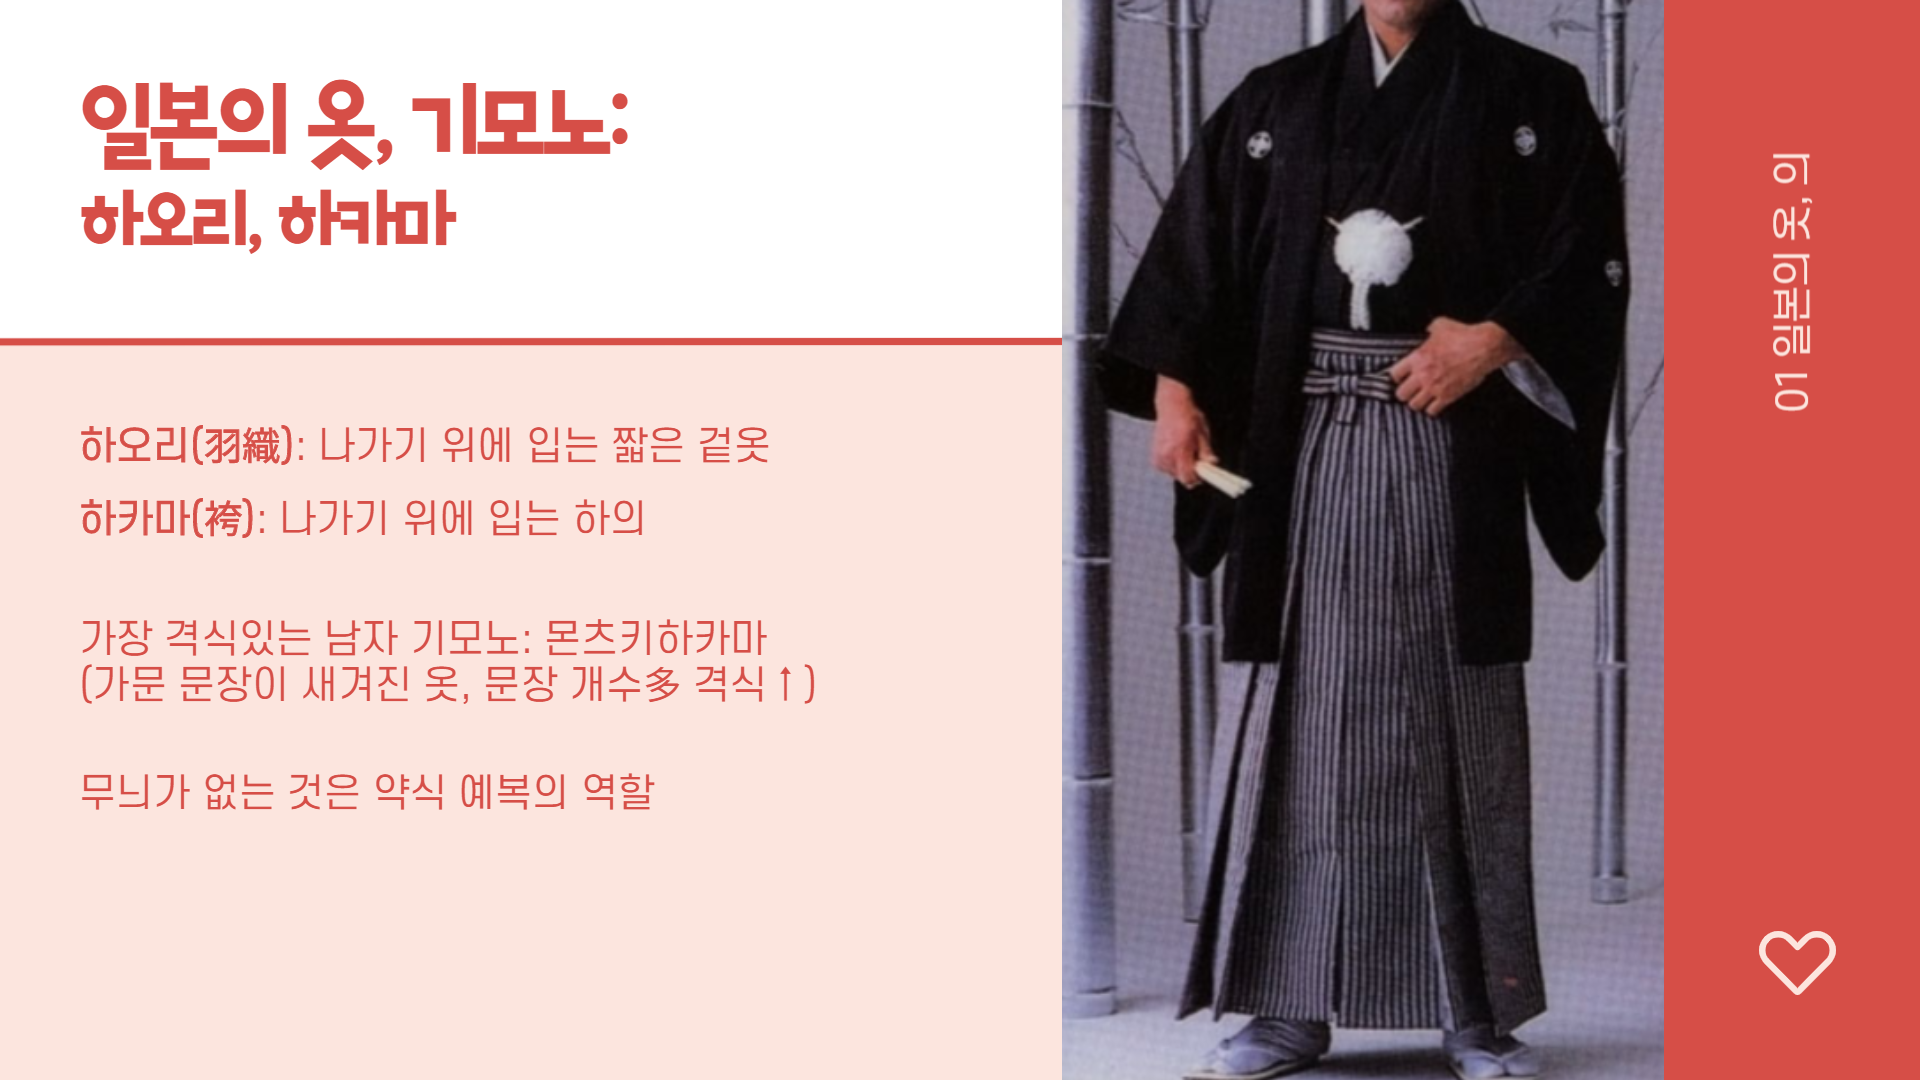 일본의 옷, 기모노:
하오리, 하카마
하오리(羽織): 나가기 위에 입는 짧은 겉옷
하카마(袴): 나가기 위에 입는 하의
가장 격식있는 남자 기모노: 몬츠키하카마
(가문 문장이 새겨진 옷, 문장 개수多 격식↑)
무늬가 없는 것은 약식 예복의 역할
01 일본의 옷, 의